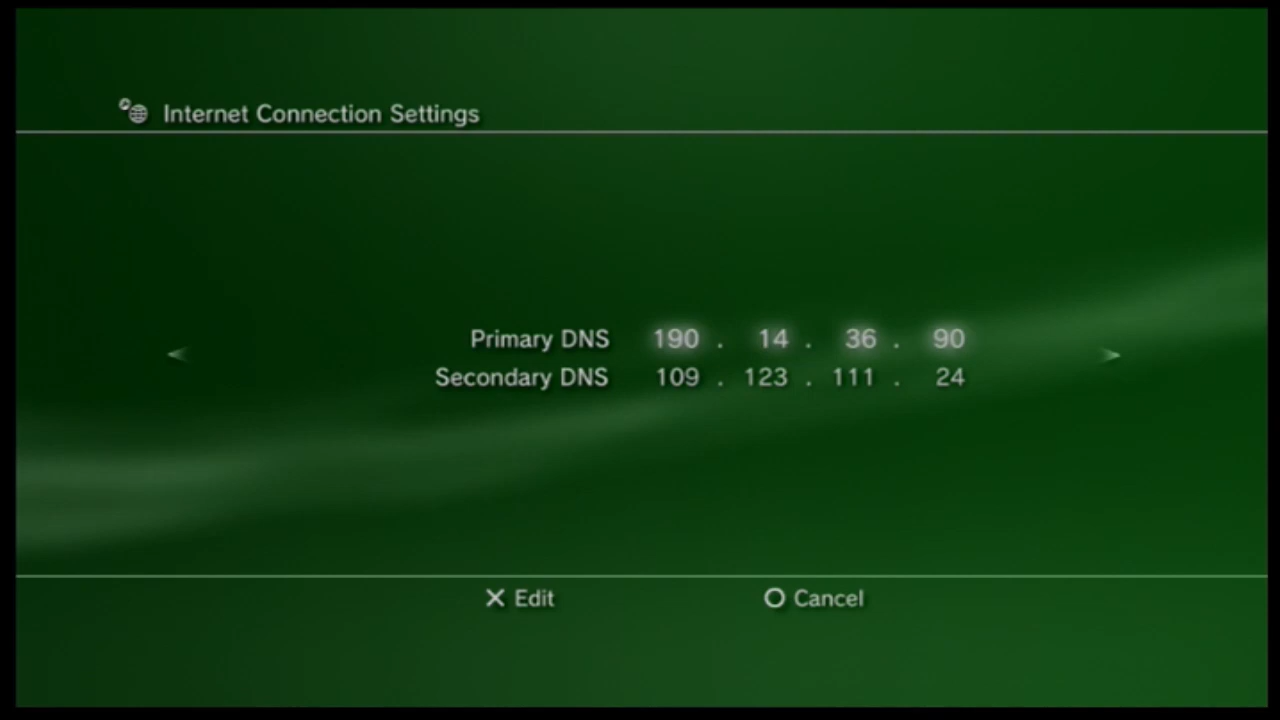 Internet Connection Settings
Primary DNS 190 . 14 . 36 . 90
Secondary DNS 109 . 123 . 111 . 24
Edit Cancel